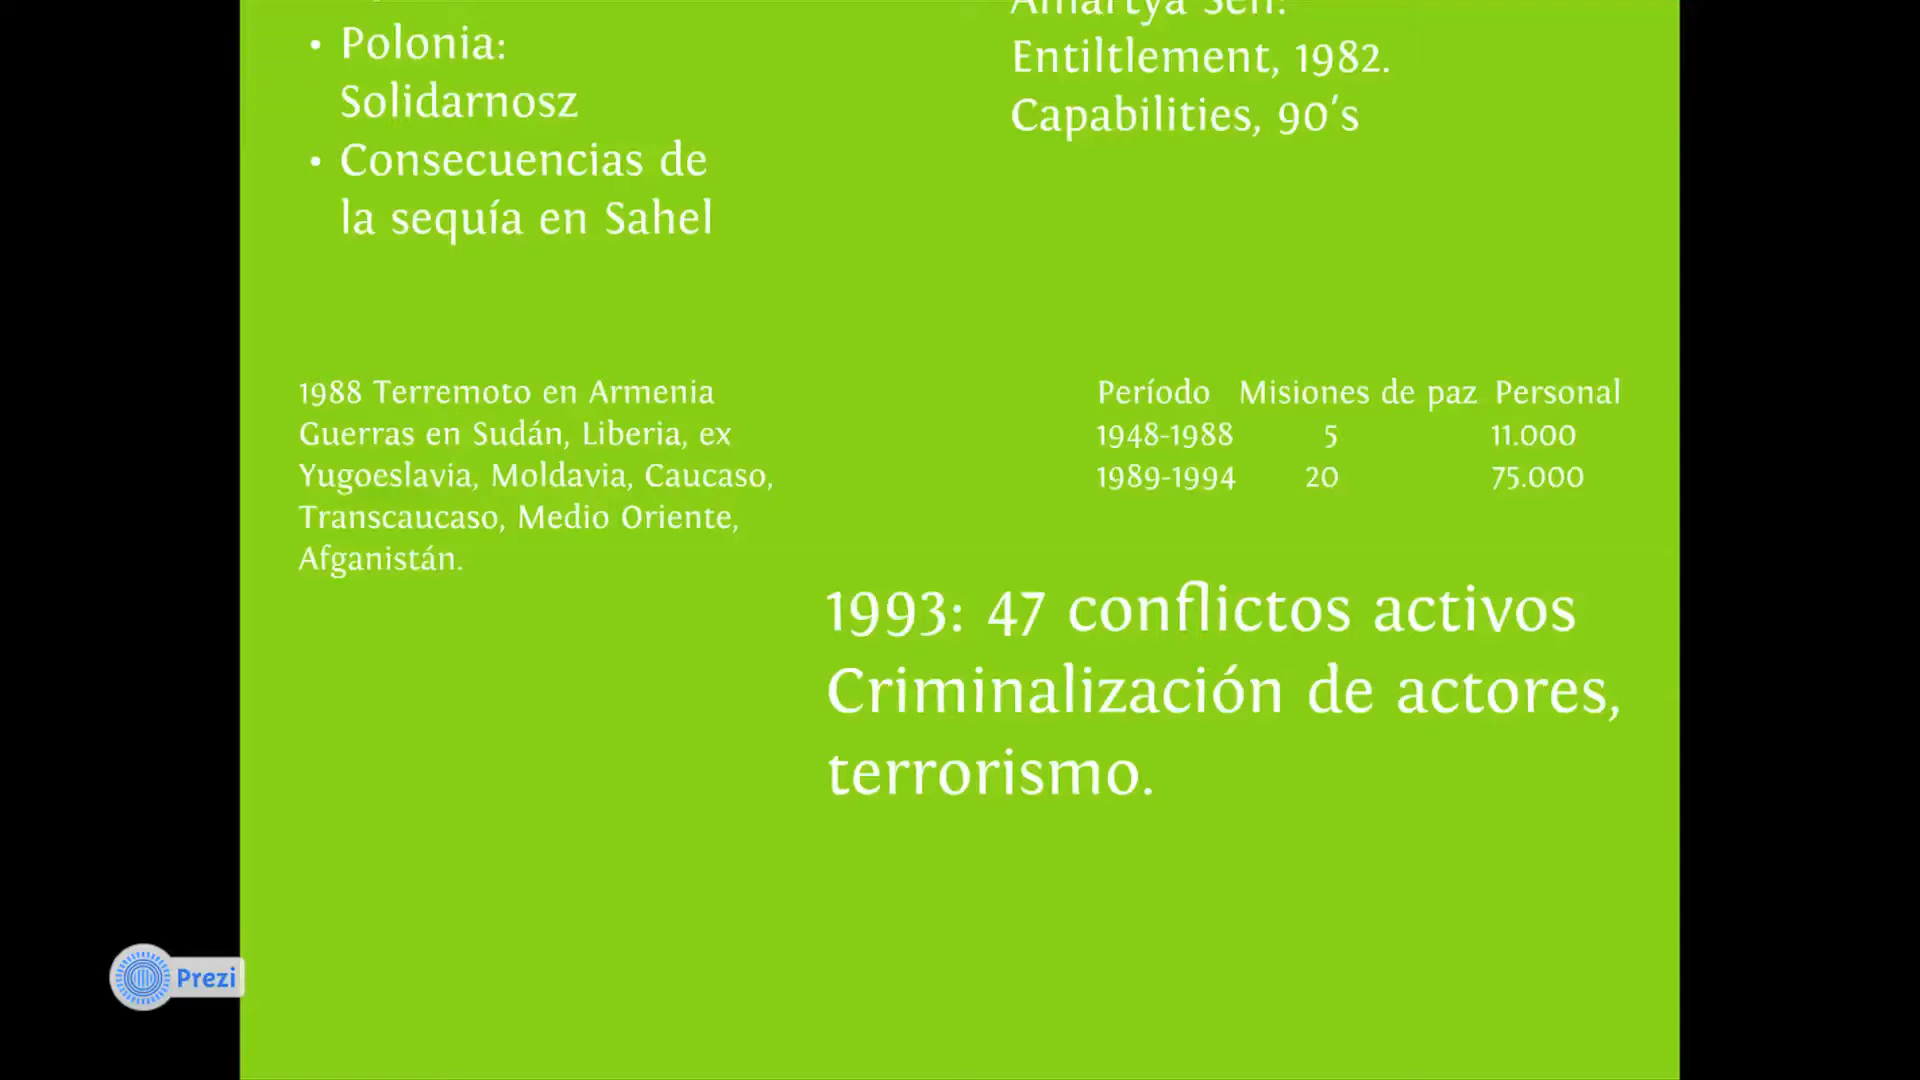 • Polonia:
Solidarnosz
• Consecuencias de
la sequía en Sahel
Amartya Sen:
Entiltlement, 1982.
Capabilities, 90's
1988 Terremoto en Armenia
Guerras en Sudán, Liberia, ex
Yugoeslavia, Moldavia, Caucaso,
Transcaucaso, Medio Oriente,
Afganistán.
Período Misiones de paz Personal
1948-1988 5 11.000
1989-1994 20 75.000
1993: 47 conflictos activos
Criminalización de actores,
terrorismo.
Prezi